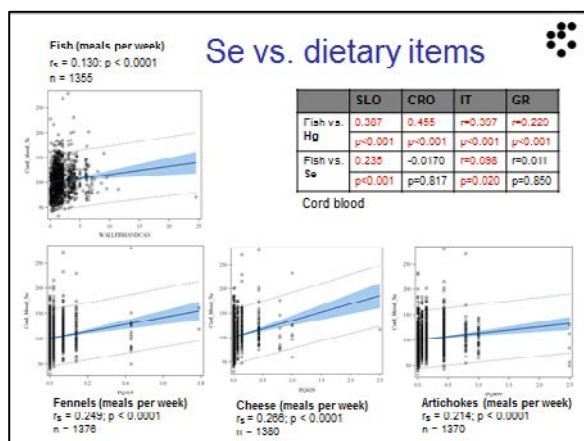 Fish (meals per week)
rs = 0.130; p < 0.0001
n = 1355
Se vs. dietary items
SLO CRO IT GR
Fish vs. Hg 0.307 0.455 r=0.307 r=0.220
p<0.001 p<0.001 p<0.001 p<0.001
Fish vs. Se 0.235 -0.0170 r=0.098 r=0.011
p<0.001 p=0.817 p=0.020 p=0.850
Cord blood
Cord_blood_Se
WALLFISHANDCAN
Fennels (meals per week)
rs = 0.249; p < 0.0001
n = 1376
Cheese (meals per week)
rs = 0.266; p < 0.0001
n = 1380
Artichokes (meals per week)
rs = 0.214; p < 0.0001
n = 1370